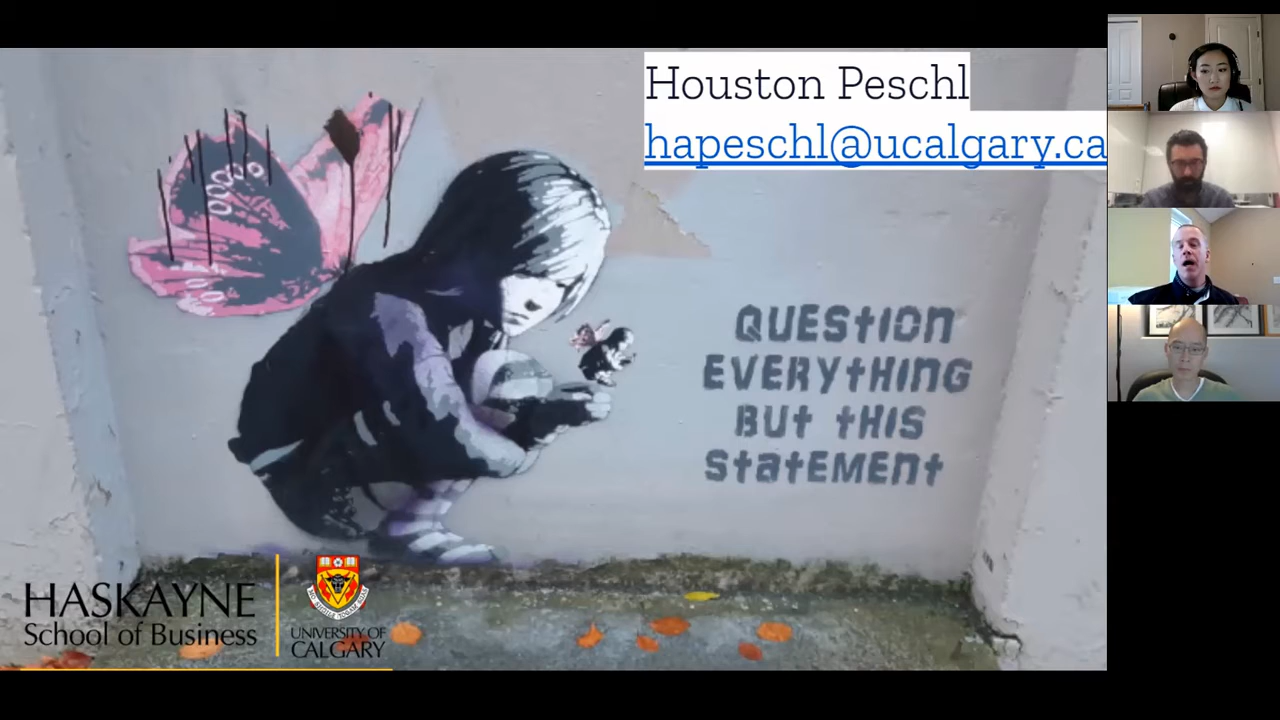 Houston Peschl
hapeschl@ucalgary.ca
QUEStION
EVERYtHING
BUt tHIS
StatEMENt
HASKAYNE
School of Business
UNIVERSITY OF
CALGARY